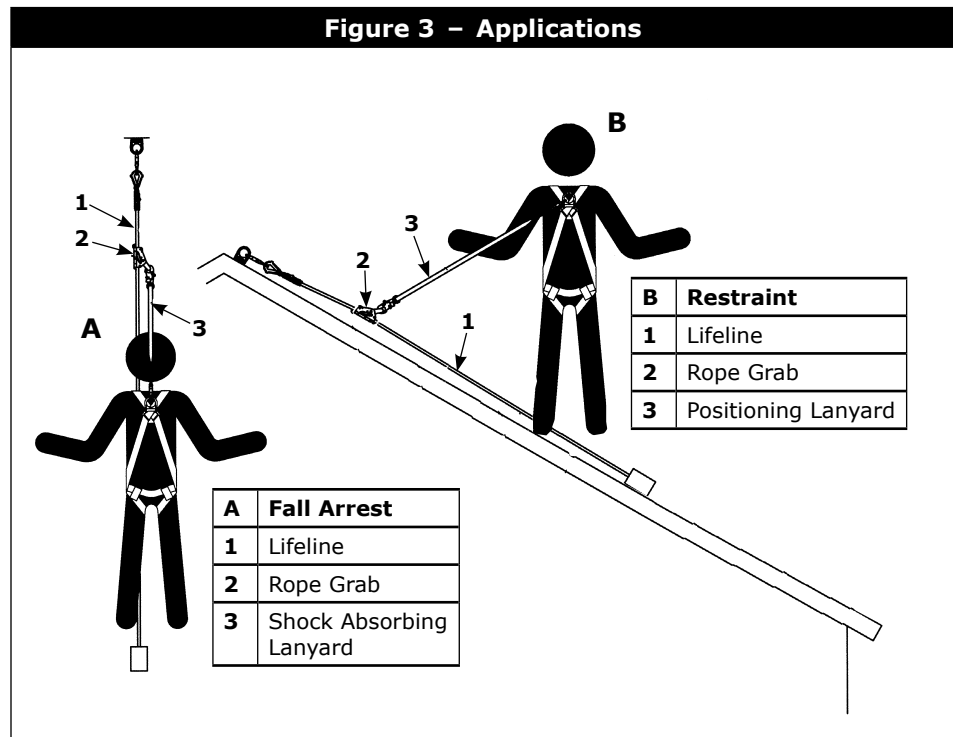 Figure 3 – Applications
B
A
1
2
3
3
2
1
B Restraint
1 Lifeline
2 Rope Grab
3 Positioning Lanyard
A Fall Arrest
1 Lifeline
2 Rope Grab
3 Shock Absorbing
Lanyard